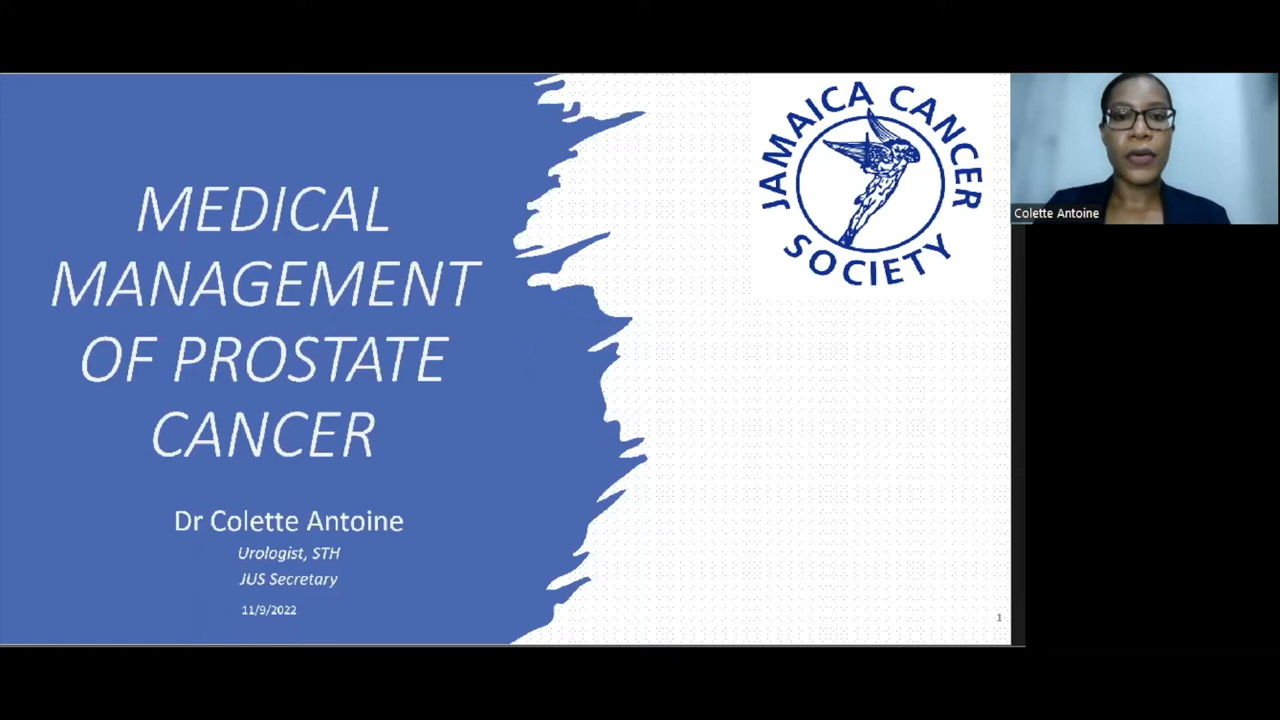 MEDICAL
MANAGEMENT
OF PROSTATE
CANCER
Dr Colette Antoine
Urologist, STH
JUS Secretary
11/9/2022
JAMAICA CANCER
SOCIETY
1
Colette Antoine